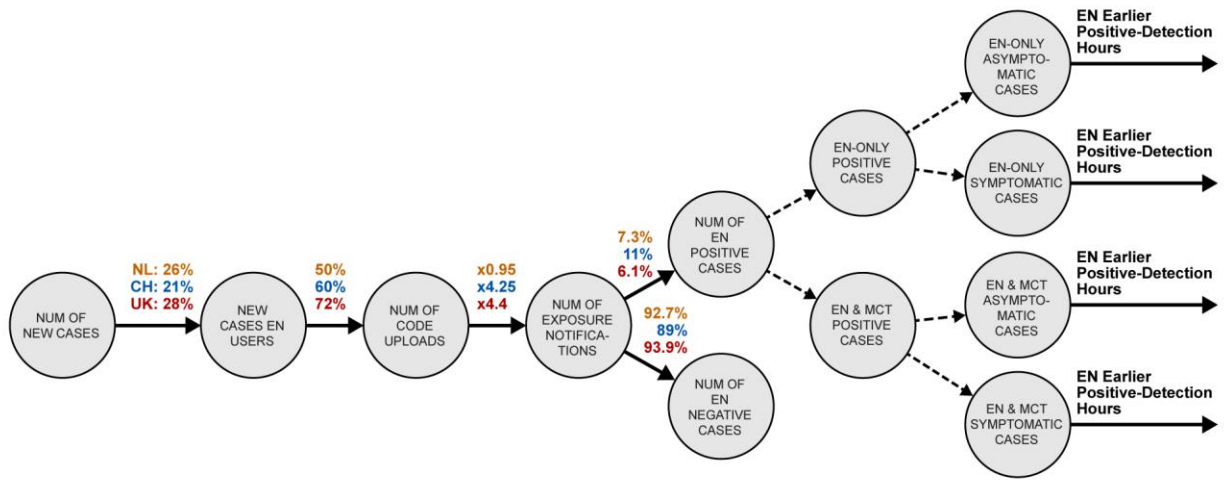 NUM OF
NEW CASES
NL: 26%
CH: 21%
UK: 28%
NEW
CASES EN
USERS
50%
60%
72%
NUM OF
CODE
UPLOADS
x0.95
x4.25
x4.4
NUM OF
EXPOSURE
NOTIFICA-
TIONS
7.3%
11%
6.1%
92.7%
89%
93.9%
NUM OF
EN
POSITIVE
CASES
NUM OF
EN
NEGATIVE
CASES
EN-ONLY
POSITIVE
CASES
EN & MCT
POSITIVE
CASES
EN-ONLY
ASYMPTO-
MATIC
CASES
EN Earlier
Positive-Detection
Hours
EN-ONLY
SYMPTOMATIC
CASES
EN Earlier
Positive-Detection
Hours
EN & MCT
ASYMPTO-
MATIC
CASES
EN Earlier
Positive-Detection
Hours
EN & MCT
SYMPTOMATIC
CASES
EN Earlier
Positive-Detection
Hours